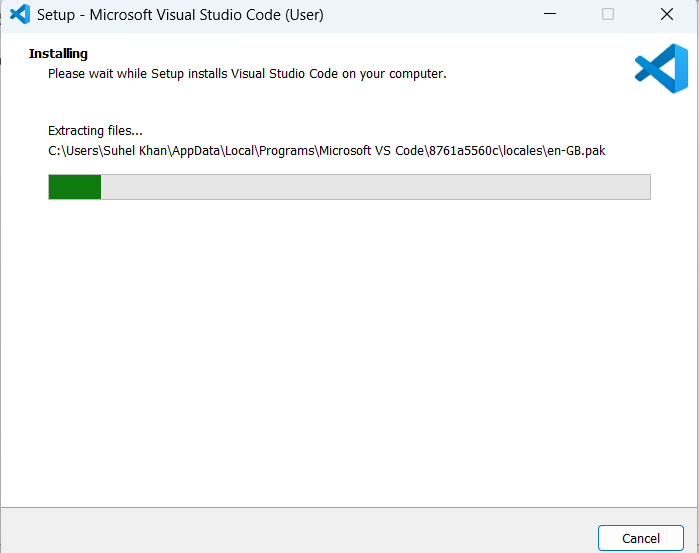 Setup - Microsoft Visual Studio Code (User)
Installing
Please wait while Setup installs Visual Studio Code on your computer.
Extracting files...
C:\Users\Suhel Khan\AppData\Local\Programs\Microsoft VS Code\8761a5560c\locales\en-GB.pak
Cancel